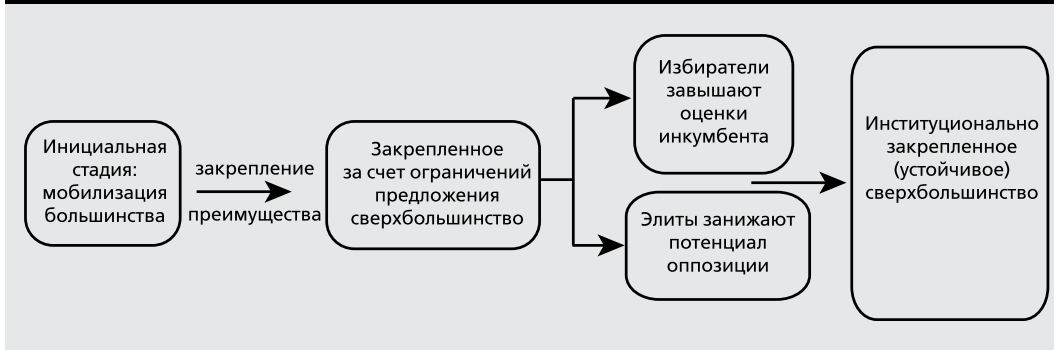 Инициальная
стадия:
мобилизация
большинства
закрепление
преимущества
Закрепленное
за счет ограничений
предложения
сверхбольшинство
Избиратели
завышают
оценки
инкумбента
Элиты занижают
потенциал
оппозиции
Институционально
закрепленное
(устойчивое)
сверхбольшинство